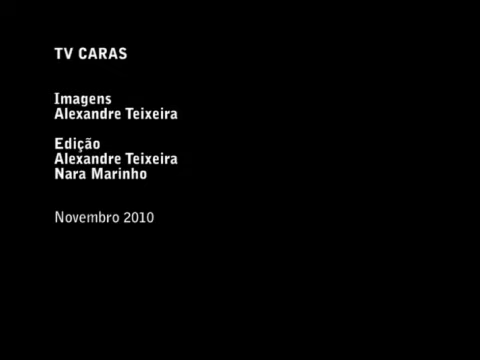 TV CARAS
Imagens
Alexandre Teixeira
Edição
Alexandre Teixeira
Nara Marinho
Novembro 2010